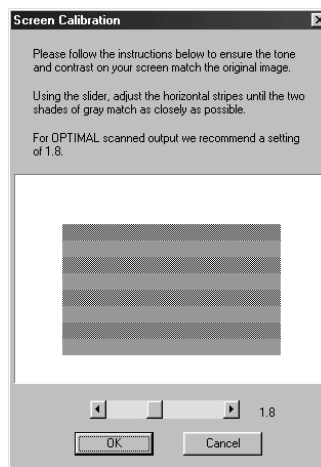 Screen Calibration
Please follow the instructions below to ensure the tone
and contrast on your screen match the original image.
Using the slider, adjust the horizontal stripes until the two
shades of gray match as closely as possible.
For OPTIMAL scanned output we recommend a setting
of 1.8.
1.8
OK
Cancel